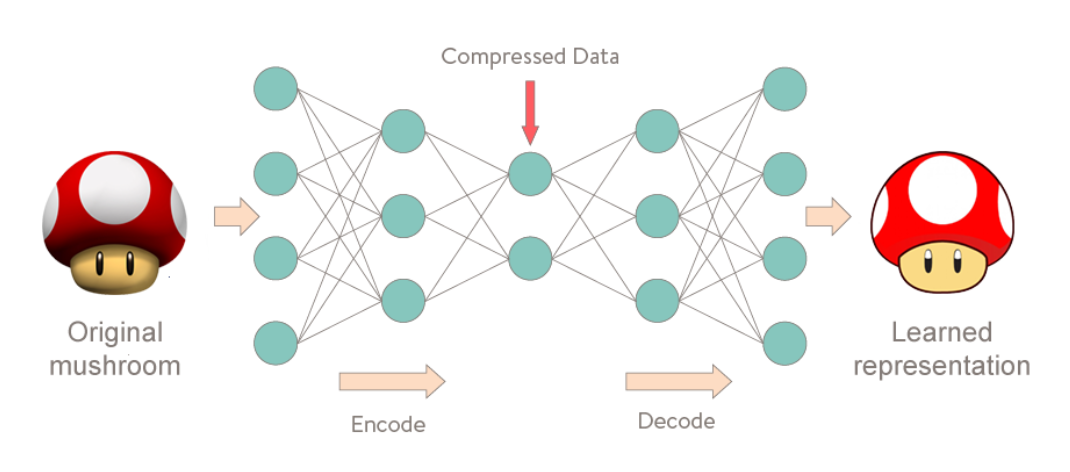 Compressed Data
Original
mushroom
Learned
representation
Encode
Decode